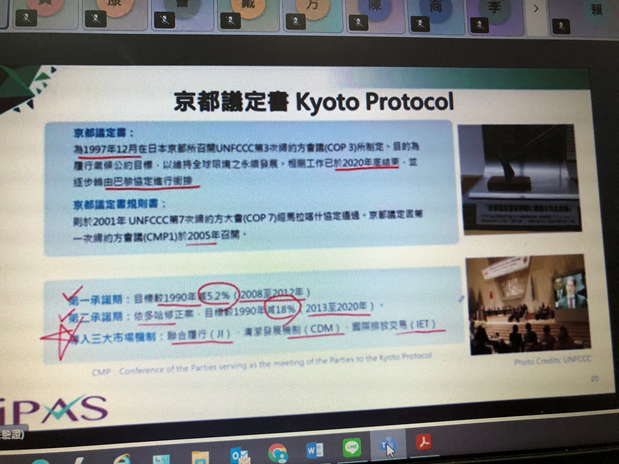 黃
康
曾
戴
方
陳
商
李
賴
京都議定書 Kyoto Protocol
京都議定書：
為1997年12月在日本京都所召開UNFCCC第3次締約方會議(COP 3)所制定，目的為
履行氣候公約目標，以維持全球環境之永續發展。相關工作已於2020年底結束，並
逐步轉由巴黎協定進行銜接
京都議定書規則書：
則於2001年 UNFCCC第7次締約方大會(COP 7)經馬拉喀什協定通過。京都議定書第
一次締約方會議(CMP1)於2005年召開。
第一承諾期：目標較1990年減5.2%（2008至2012年）
第二承諾期：依多哈修正案，目標較1990年減18%（2013至2020年）。
入三大市場機制：聯合履行(JI)、清潔發展機制(CDM)、國際排放交易(IET)
CMP：Conference of the Parties serving as the meeting of the Parties to the Kyoto Protocol
Photo Credits: UNFCCC
20
iPAS
驗證)
LINE
W